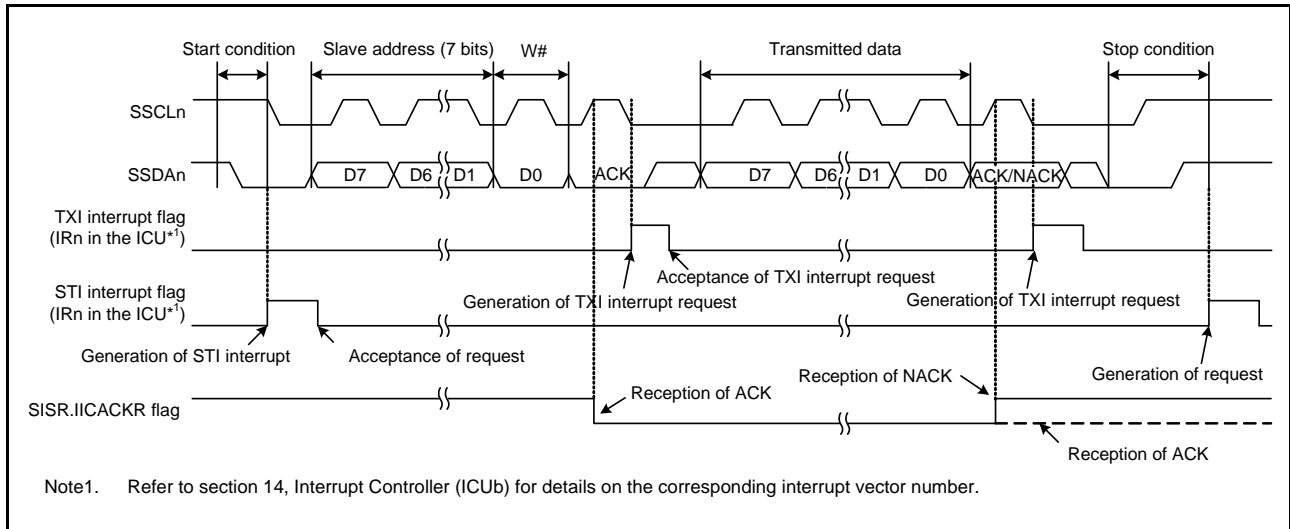 Start condition
Slave address (7 bits)
W#
Transmitted data
Stop condition
SSCLn
SSDAn
D7
D6
D1
D0
ACK
D7
D6
D1
D0
ACK/NACK
TXI interrupt flag
(IRn in the ICU*1)
Acceptance of TXI interrupt request
Generation of TXI interrupt request
Generation of TXI interrupt request
STI interrupt flag
(IRn in the ICU*1)
Generation of STI interrupt
Acceptance of request
Generation of request
Reception of NACK
Reception of ACK
SISR.IICACKR flag
Reception of ACK
Note1. Refer to section 14, Interrupt Controller (ICUb) for details on the corresponding interrupt vector number.